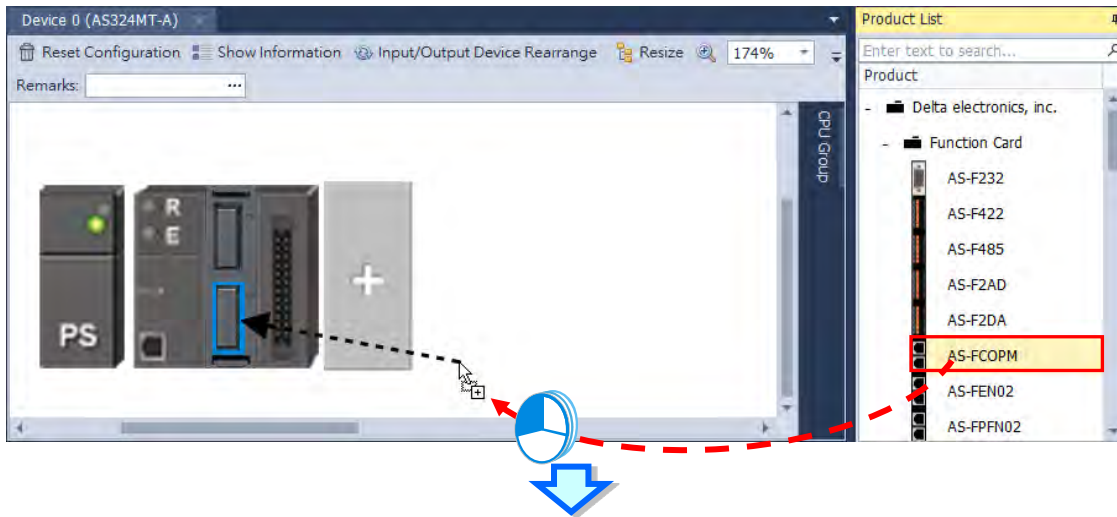 Device 0 (AS324MT-A)
Reset Configuration Show Information Input/Output Device Rearrange Resize 174%
Remarks: ...
CPU Group
R
E
PS
+
Product List
Enter text to search...
Product
- Delta electronics, inc.
- Function Card
AS-F232
AS-F422
AS-F485
AS-F2AD
AS-F2DA
AS-FCOPM
AS-FEN02
AS-FPFN02